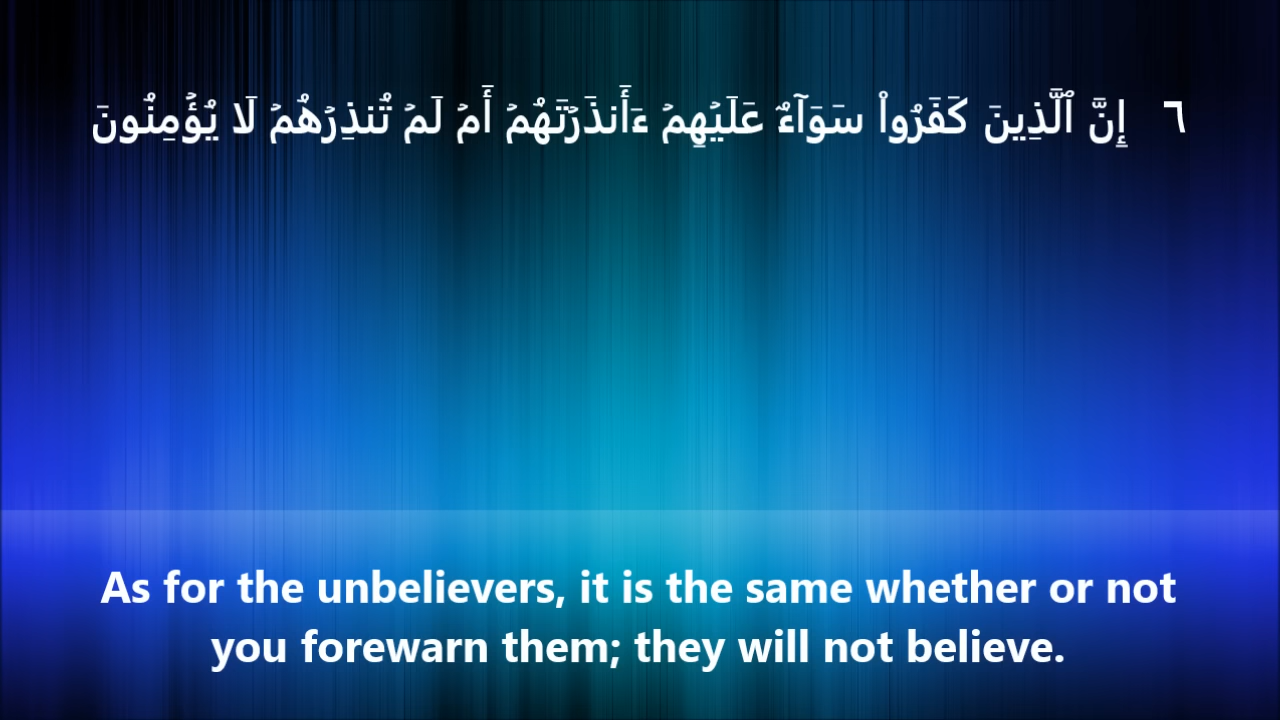 ٦ إِنَّ ٱلَّذِينَ كَفَرُوا۟ سَوَآءٌ عَلَيْهِمْ ءَأَنذَرْتَهُمْ أَمْ لَمْ تُنذِرْهُمْ لَا يُؤْمِنُونَ
As for the unbelievers, it is the same whether or not
you forewarn them; they will not believe.